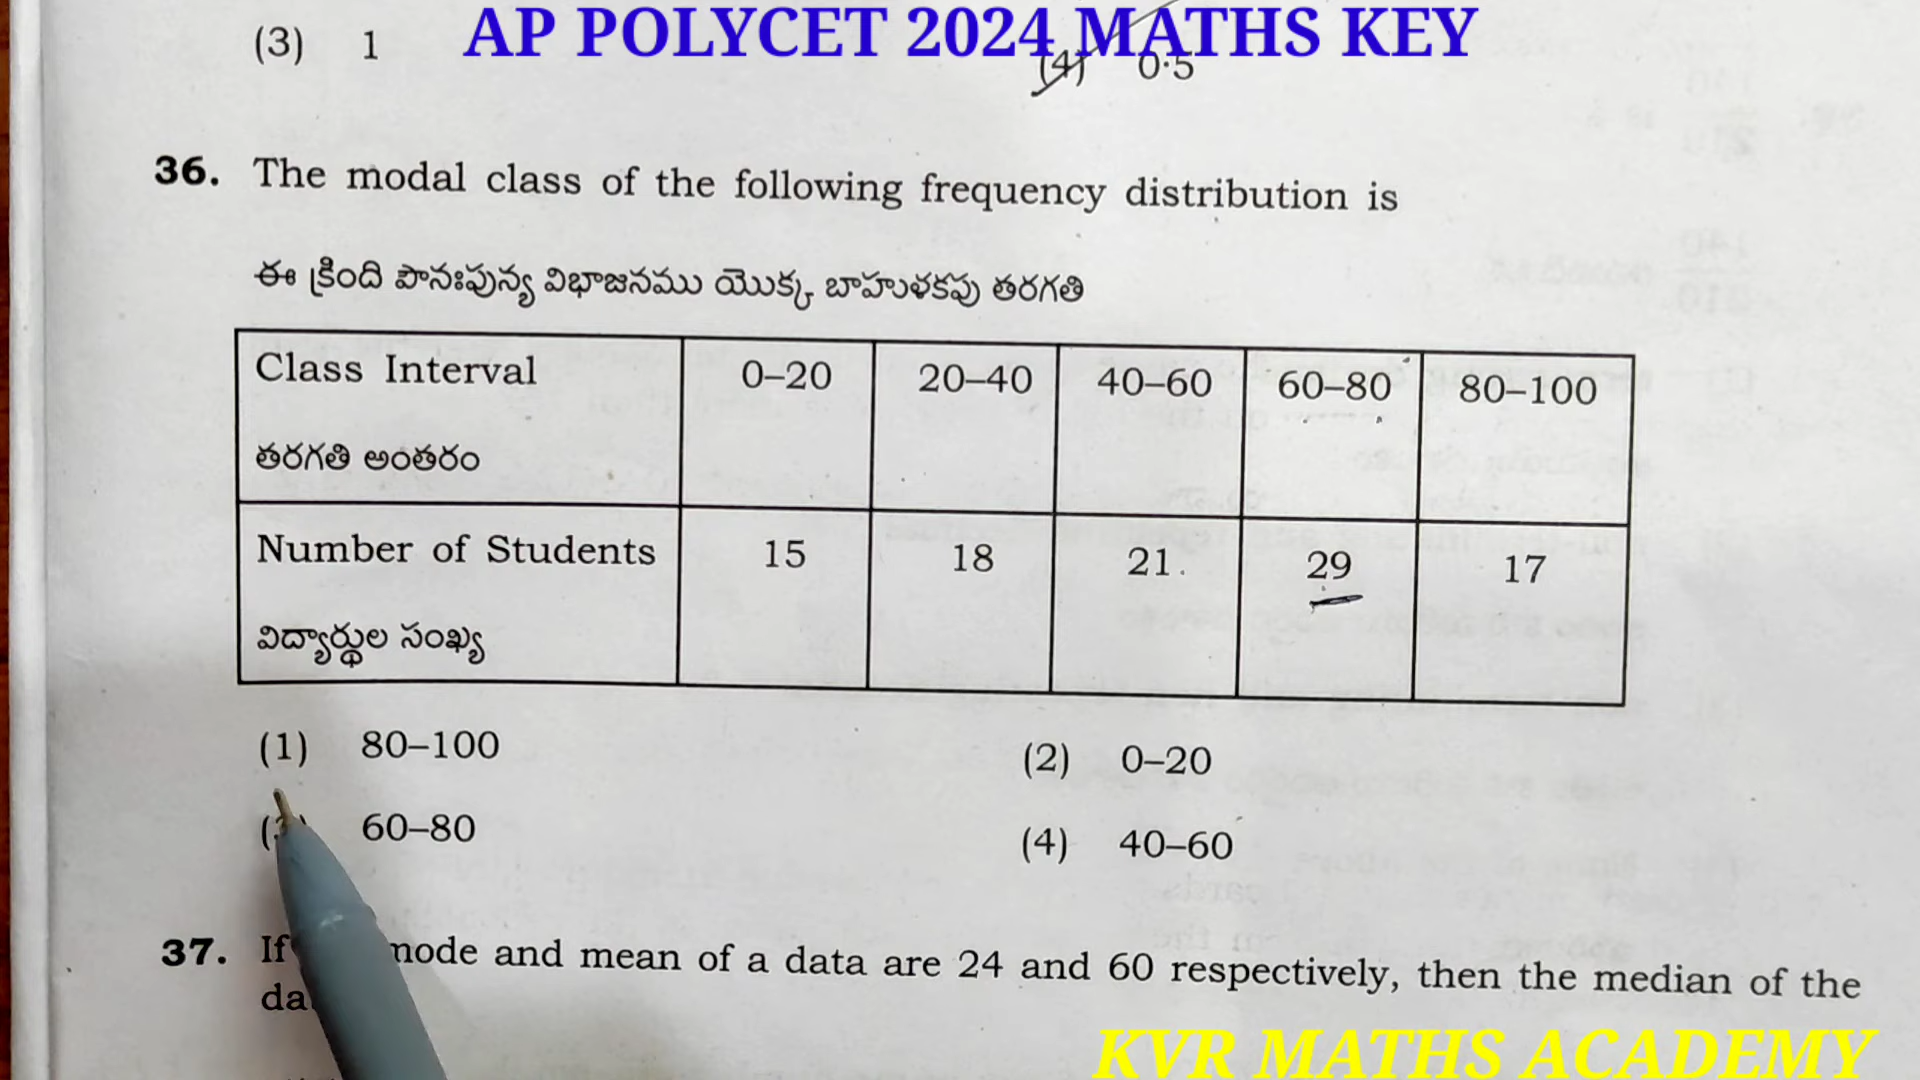 AP POLYCET 2024 MATHS KEY
(3) 1
(4) 0·5
36. The modal class of the following frequency distribution is
ఈ క్రింది పౌనఃపున్య విభాజనము యొక్క బాహుళకపు తరగతి
Class Interval 0–20 20–40 40–60 60–80 80–100
తరగతి అంతరం
Number of Students 15 18 21 29 17
విద్యార్థుల సంఖ్య
(1) 80–100 (2) 0–20
60–80 (4) 40–60
37. If mode and mean of a data are 24 and 60 respectively, then the median of the
KVR MATHS ACADEMY